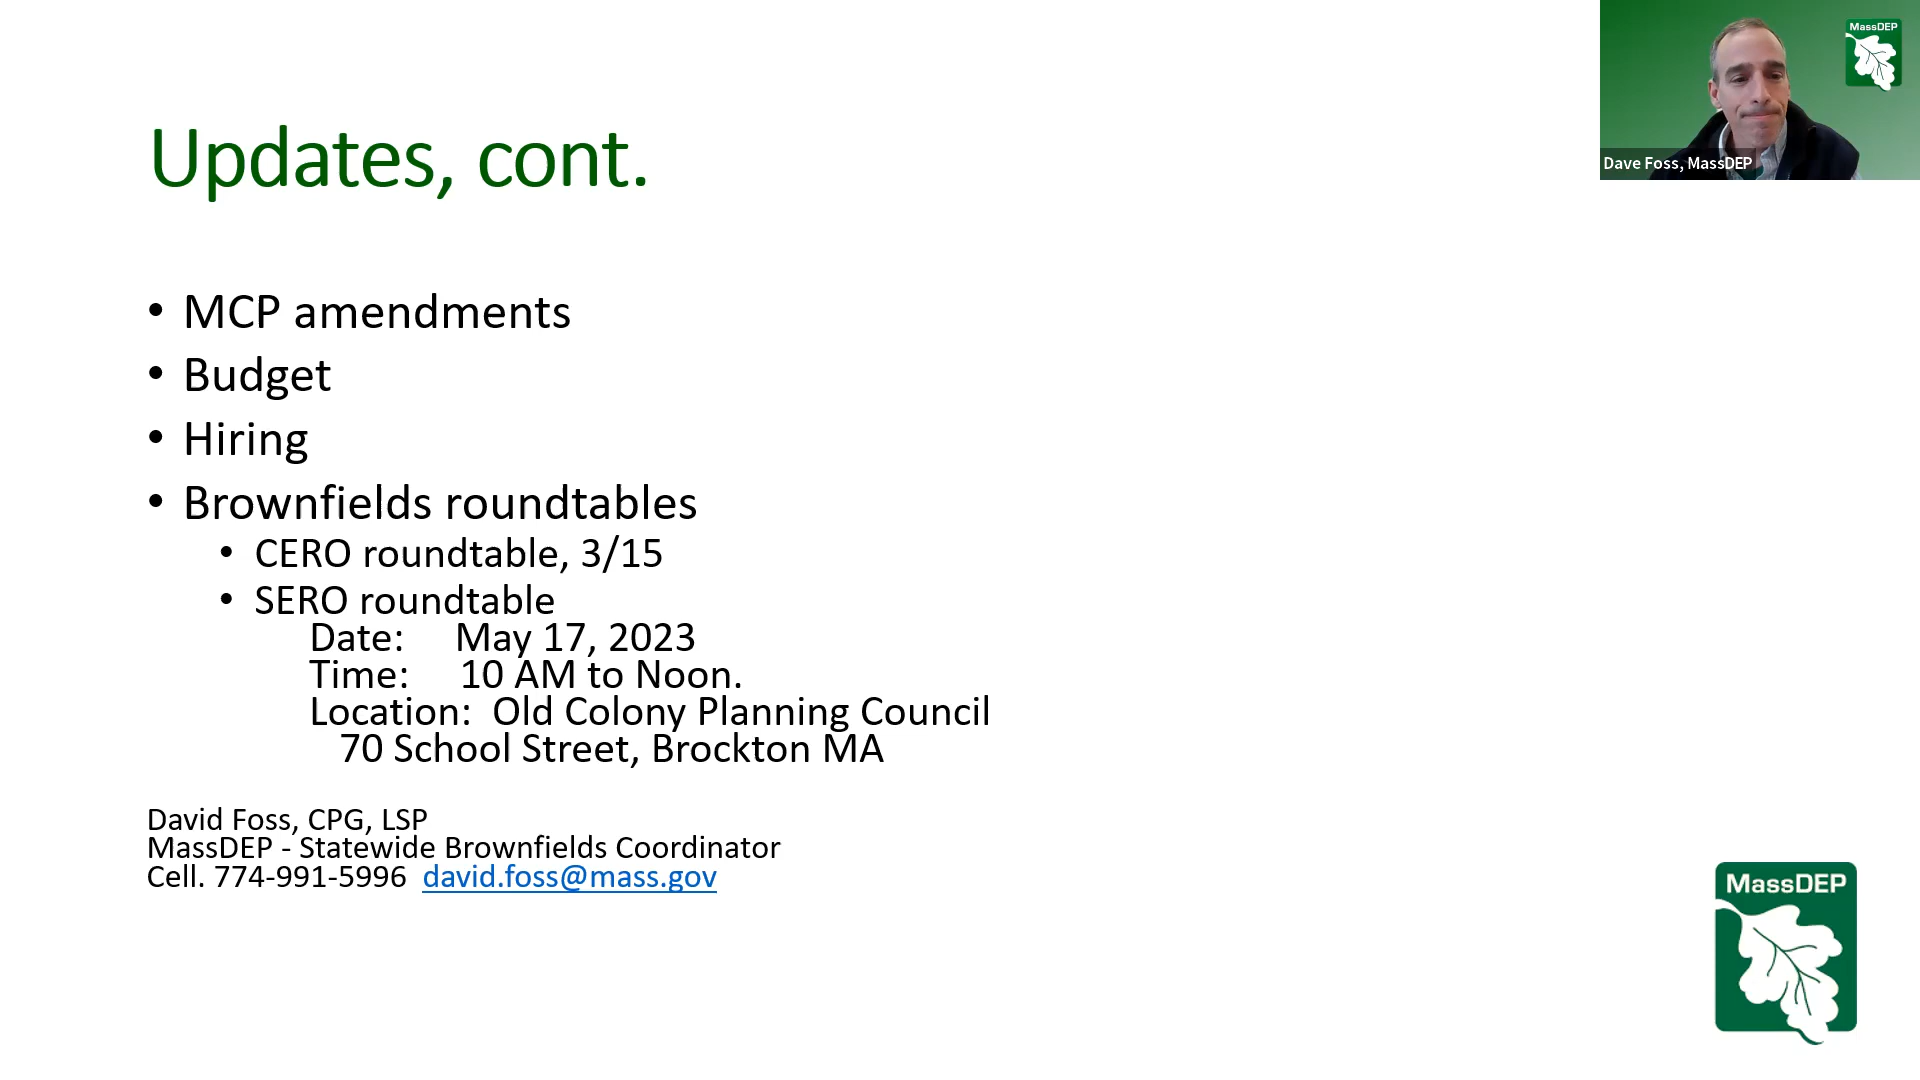 MassDEP
Dave Foss, MassDEP
Updates, cont.
• MCP amendments
• Budget
• Hiring
• Brownfields roundtables
• CERO roundtable, 3/15
• SERO roundtable
Date: May 17, 2023
Time: 10 AM to Noon.
Location: Old Colony Planning Council
70 School Street, Brockton MA
David Foss, CPG, LSP
MassDEP - Statewide Brownfields Coordinator
Cell. 774-991-5996 david.foss@mass.gov
MassDEP